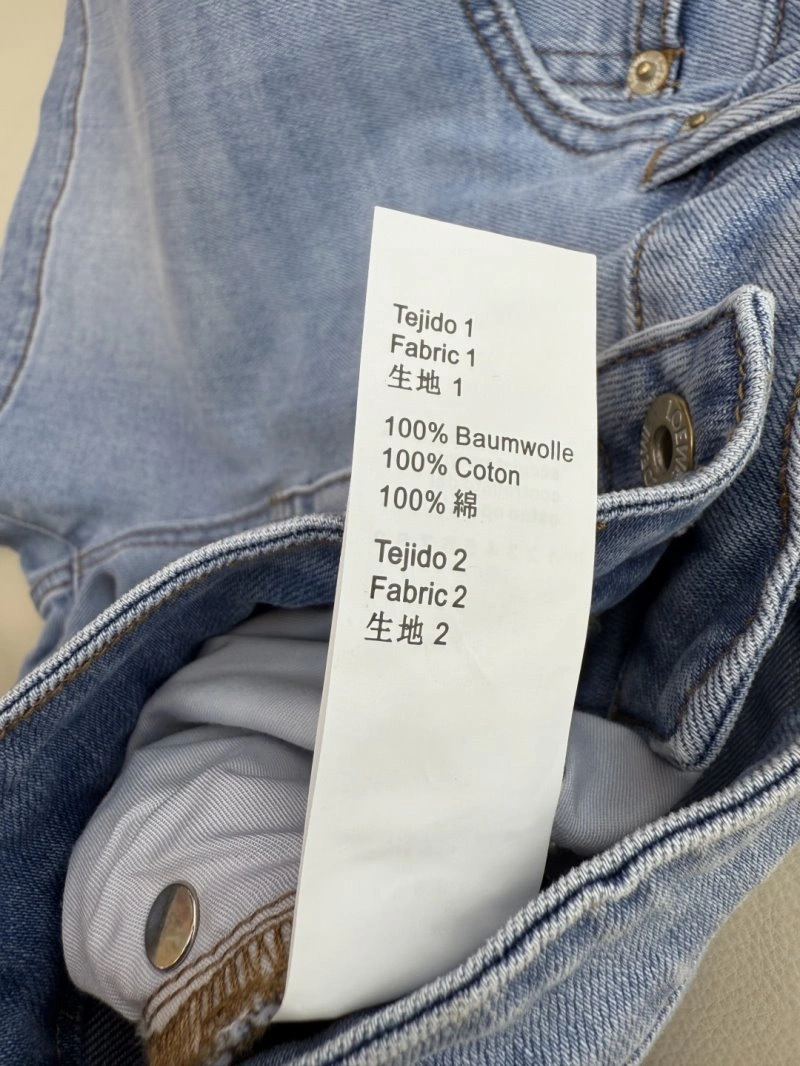 Tejido 1
Fabric 1
生地 1
100% Baumwolle
100% Coton
100% 綿
Tejido 2
Fabric 2
生地 2
LOEWE